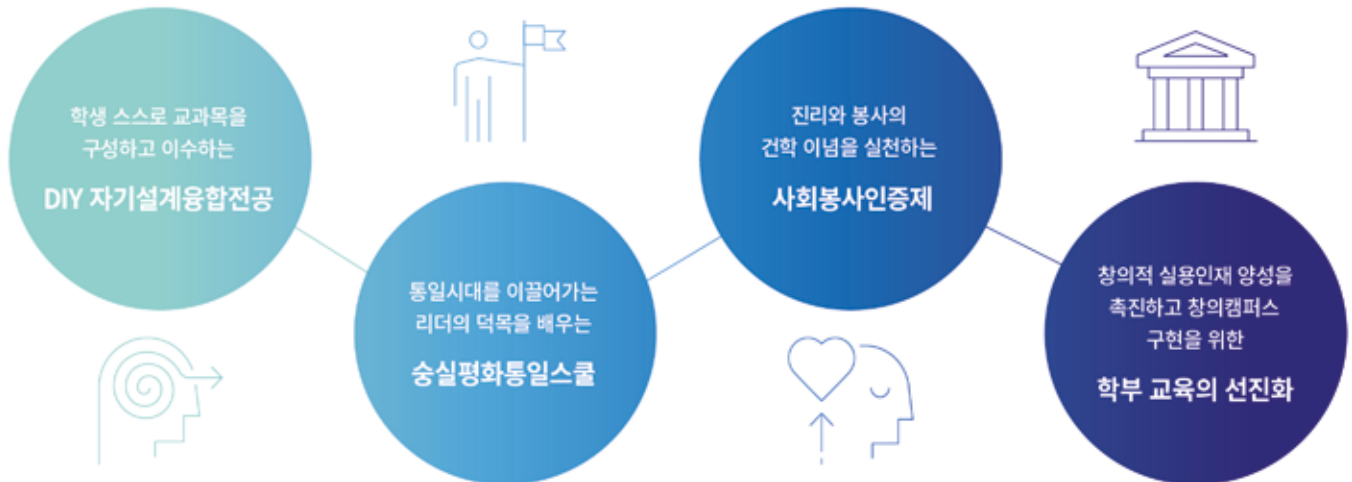 학생 스스로 교과목을
구성하고 이수하는
DIY 자기설계융합전공
통일시대를 이끌어가는
리더의 덕목을 배우는
숭실평화통일스쿨
진리와 봉사의
건학 이념을 실천하는
사회봉사인증제
창의적 실용인재 양성을
촉진하고 창의캠퍼스
구현을 위한
학부 교육의 선진화